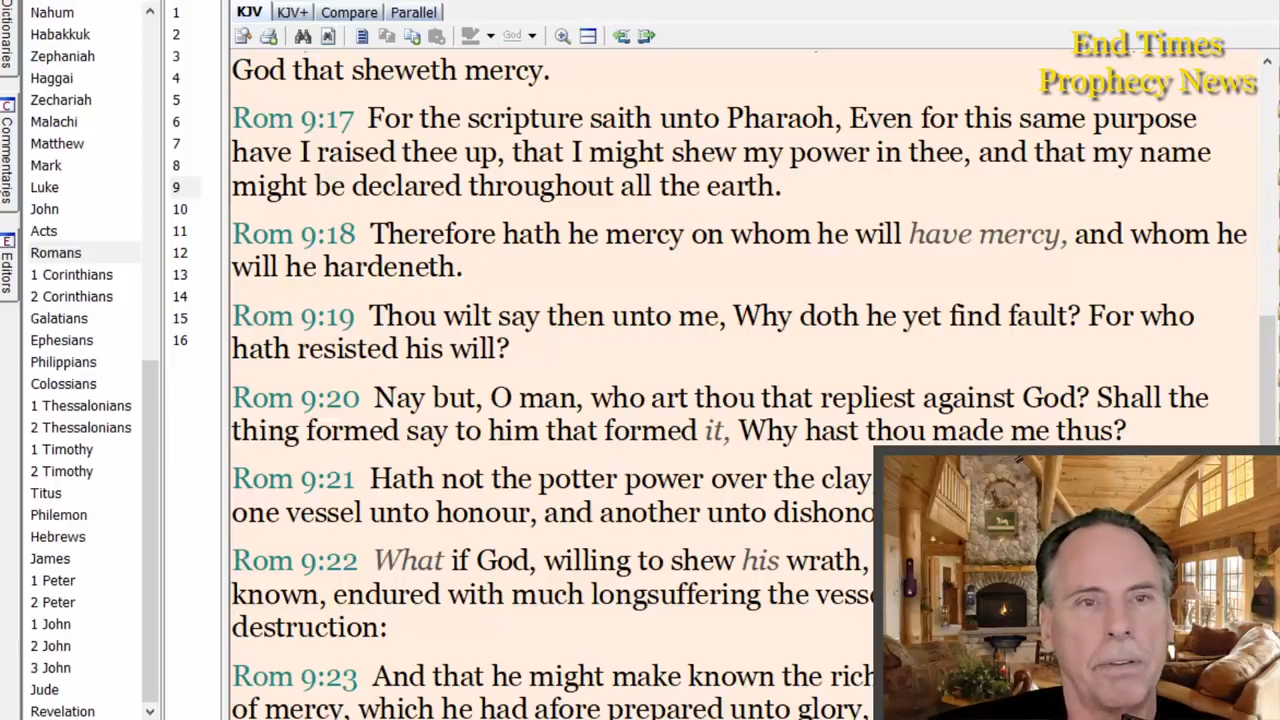 Dictionaries
Commentaries
Editors
Nahum
Habakkuk
Zephaniah
Haggai
Zechariah
Malachi
Matthew
Mark
Luke
John
Acts
Romans
1 Corinthians
2 Corinthians
Galatians
Ephesians
Philippians
Colossians
1 Thessalonians
2 Thessalonians
1 Timothy
2 Timothy
Titus
Philemon
Hebrews
James
1 Peter
2 Peter
1 John
2 John
3 John
Jude
Revelation
1
2
3
4
5
6
7
8
9
10
11
12
13
14
15
16
KJV KJV+ Compare Parallel
God
End Times
Prophecy News
God that sheweth mercy.
Rom 9:17 For the scripture saith unto Pharaoh, Even for this same purpose
have I raised thee up, that I might shew my power in thee, and that my name
might be declared throughout all the earth.
Rom 9:18 Therefore hath he mercy on whom he will have mercy, and whom he
will he hardeneth.
Rom 9:19 Thou wilt say then unto me, Why doth he yet find fault? For who
hath resisted his will?
Rom 9:20 Nay but, O man, who art thou that repliest against God? Shall the
thing formed say to him that formed it, Why hast thou made me thus?
Rom 9:21 Hath not the potter power over the clay
one vessel unto honour, and another unto dishono
Rom 9:22 What if God, willing to shew his wrath,
known, endured with much longsuffering the vesse
destruction:
Rom 9:23 And that he might make known the rich
of mercy, which he had afore prepared unto glory,